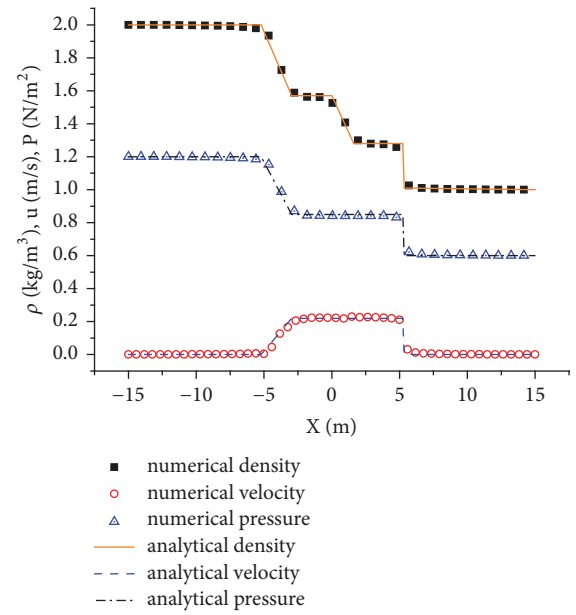 ρ (kg/m³), u (m/s), P (N/m²)
2.0
1.8
1.6
1.4
1.2
1.0
0.8
0.6
0.4
0.2
0.0
−15 −10 −5 0 5 10 15
X (m)
numerical density
numerical velocity
numerical pressure
analytical density
analytical velocity
analytical pressure